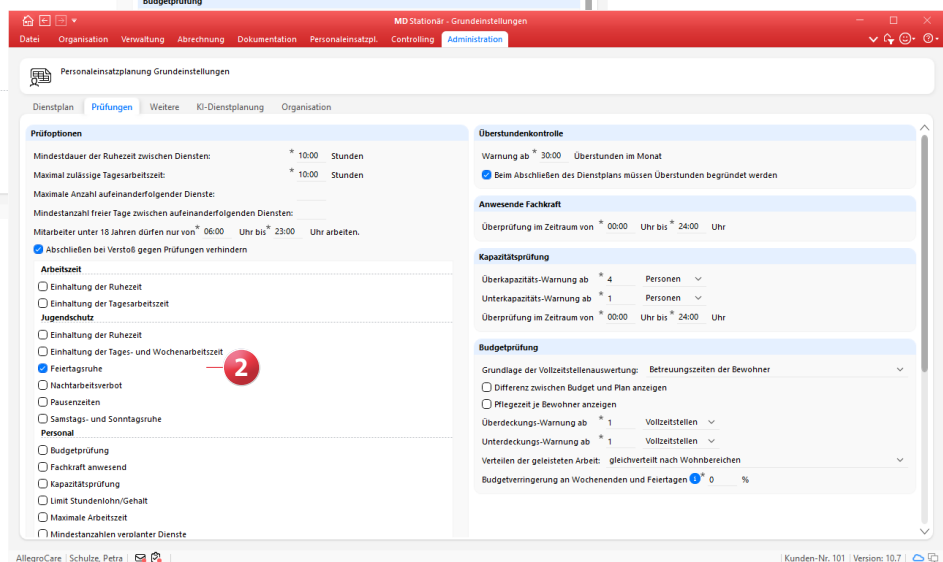 Budgetprüfung
MD Stationär - Grundeinstellungen
Datei Organisation Verwaltung Abrechnung Dokumentation Personaleinsatzpl. Controlling Administration
Personaleinsatzplanung Grundeinstellungen
Dienstplan Prüfungen Weitere KI-Dienstplanung Organisation
Prüfoptionen
Mindestdauer der Ruhezeit zwischen Diensten: * 10:00 Stunden
Maximal zulässige Tagesarbeitszeit: * 10:00 Stunden
Maximale Anzahl aufeinanderfolgender Dienste:
Mindestanzahl freier Tage zwischen aufeinanderfolgenden Diensten:
Mitarbeiter unter 18 Jahren dürfen nur von * 06:00 Uhr bis * 23:00 Uhr arbeiten.
Abschließen bei Verstoß gegen Prüfungen verhindern
Arbeitszeit
Einhaltung der Ruhezeit
Einhaltung der Tagesarbeitszeit
Jugendschutz
Einhaltung der Ruhezeit
Einhaltung der Tages- und Wochenarbeitszeit
Feiertagsruhe
2
Nachtarbeitsverbot
Pausenzeiten
Samstags- und Sonntagsruhe
Personal
Budgetprüfung
Fachkraft anwesend
Kapazitätsprüfung
Limit Stundenlohn/Gehalt
Maximale Arbeitszeit
Mindestanzahlen verplanter Dienste
Überstundenkontrolle
Warnung ab * 30:00 Überstunden im Monat
Beim Abschließen des Dienstplans müssen Überstunden begründet werden
Anwesende Fachkraft
Überprüfung im Zeitraum von * 00:00 Uhr bis * 24:00 Uhr
Kapazitätsprüfung
Überkapazitäts-Warnung ab * 4 Personen
Unterkapazitäts-Warnung ab * 1 Personen
Überprüfung im Zeitraum von * 00:00 Uhr bis * 24:00 Uhr
Budgetprüfung
Grundlage der Vollzeitstellenauswertung: Betreuungszeiten der Bewohner
Differenz zwischen Budget und Plan anzeigen
Pflegezeit je Bewohner anzeigen
Überdeckungs-Warnung ab * 1 Vollzeitstellen
Unterdeckungs-Warnung ab * 1 Vollzeitstellen
Verteilen der geleisteten Arbeit: gleichverteilt nach Wohnbereichen
Budgetverringerung an Wochenenden und Feiertagen * 0 %
AllegroCare Schulze, Petra
Kunden-Nr. 101 Version: 10.7